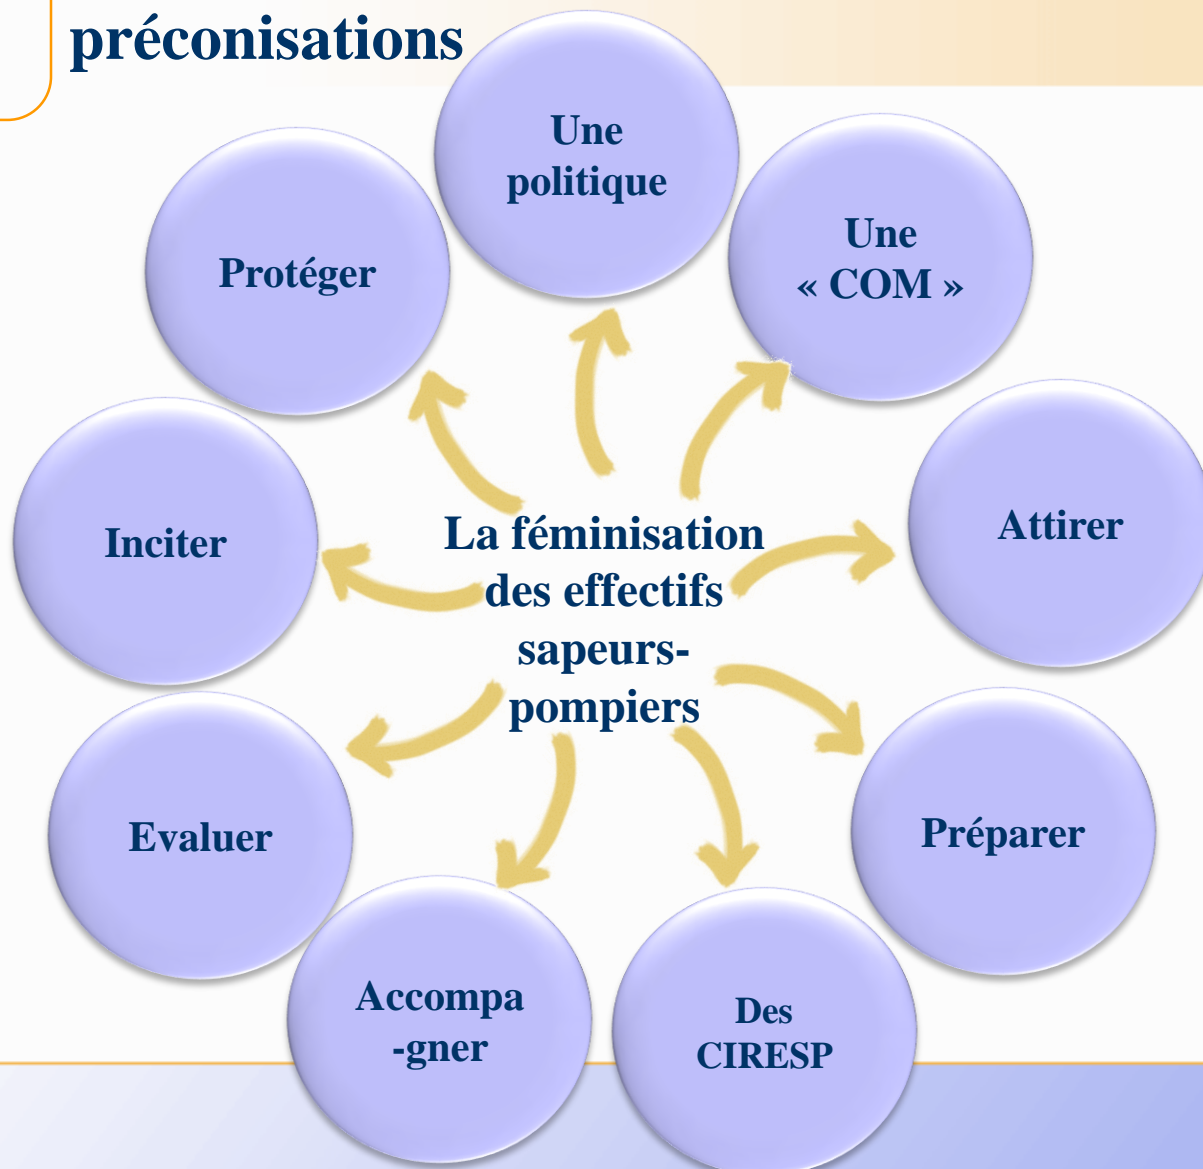 préconisations
Une
politique
Une
« COM »
Attirer
Préparer
Des
CIRESP
Accompa
-gner
Evaluer
Inciter
Protéger
La féminisation
des effectifs
sapeurs-
pompiers